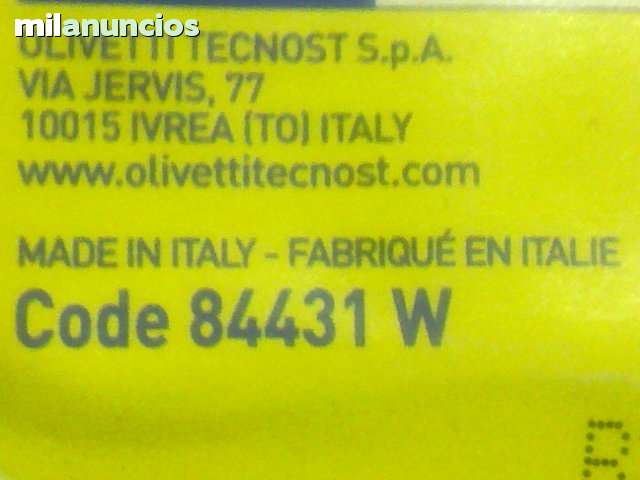 milanuncios
OLIVETTI TECNOST S.p.A.
VIA JERVIS, 77
10015 IVREA (TO) ITALY
www.olivettitecnost.com
MADE IN ITALY - FABRIQUÉ EN ITALIE
Code 84431 W
R